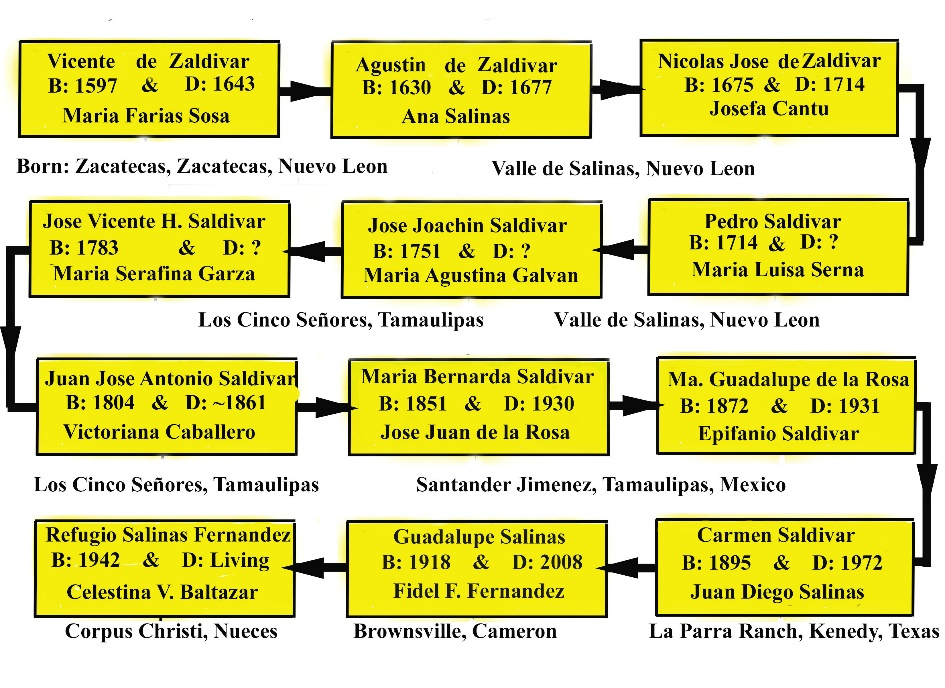 Vicente de Zaldivar
B: 1597 & D: 1643
Maria Farias Sosa
Agustin de Zaldivar
B: 1630 & D: 1677
Ana Salinas
Nicolas Jose de Zaldivar
B: 1675 & D: 1714
Josefa Cantu
Born: Zacatecas, Zacatecas, Nuevo Leon
Valle de Salinas, Nuevo Leon
Pedro Saldivar
B: 1714 & D: ?
Maria Luisa Serna
Jose Joachin Saldivar
B: 1751 & D: ?
Maria Agustina Galvan
Jose Vicente H. Saldivar
B: 1783 & D: ?
Maria Serafina Garza
Los Cinco Señores, Tamaulipas
Valle de Salinas, Nuevo Leon
Juan Jose Antonio Saldivar
B: 1804 & D: ~1861
Victoriana Caballero
Maria Bernarda Saldivar
B: 1851 & D: 1930
Jose Juan de la Rosa
Ma. Guadalupe de la Rosa
B: 1872 & D: 1931
Epifanio Saldivar
Los Cinco Señores, Tamaulipas
Santander Jimenez, Tamaulipas, Mexico
Carmen Saldivar
B: 1895 & D: 1972
Juan Diego Salinas
Guadalupe Salinas
B: 1918 & D: 2008
Fidel F. Fernandez
Refugio Salinas Fernandez
B: 1942 & D: Living
Celestina V. Baltazar
Corpus Christi, Nueces
Brownsville, Cameron
La Parra Ranch, Kenedy, Texas